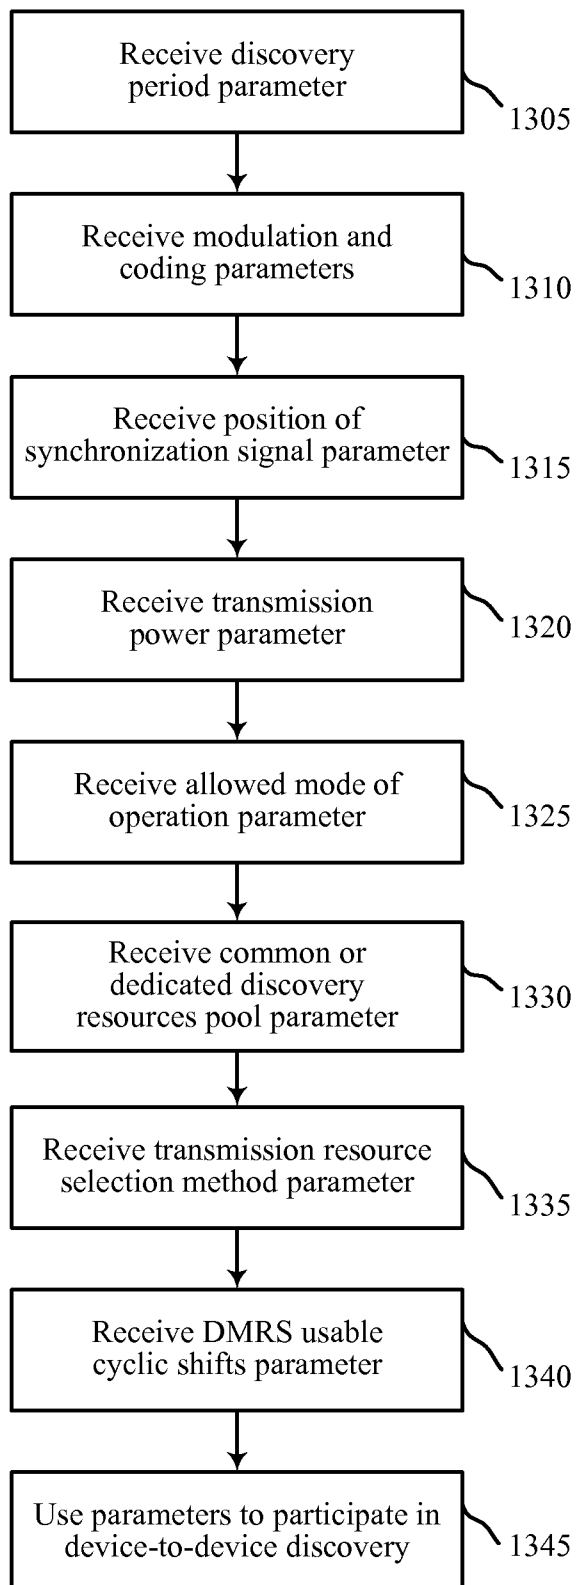 Receive discovery
period parameter
1305
Receive modulation and
coding parameters
1310
Receive position of
synchronization signal parameter
1315
Receive transmission
power parameter
1320
Receive allowed mode of
operation parameter
1325
Receive common or
dedicated discovery
resources pool parameter
1330
Receive transmission resource
selection method parameter
1335
Receive DMRS usable
cyclic shifts parameter
1340
Use parameters to participate in
device-to-device discovery
1345